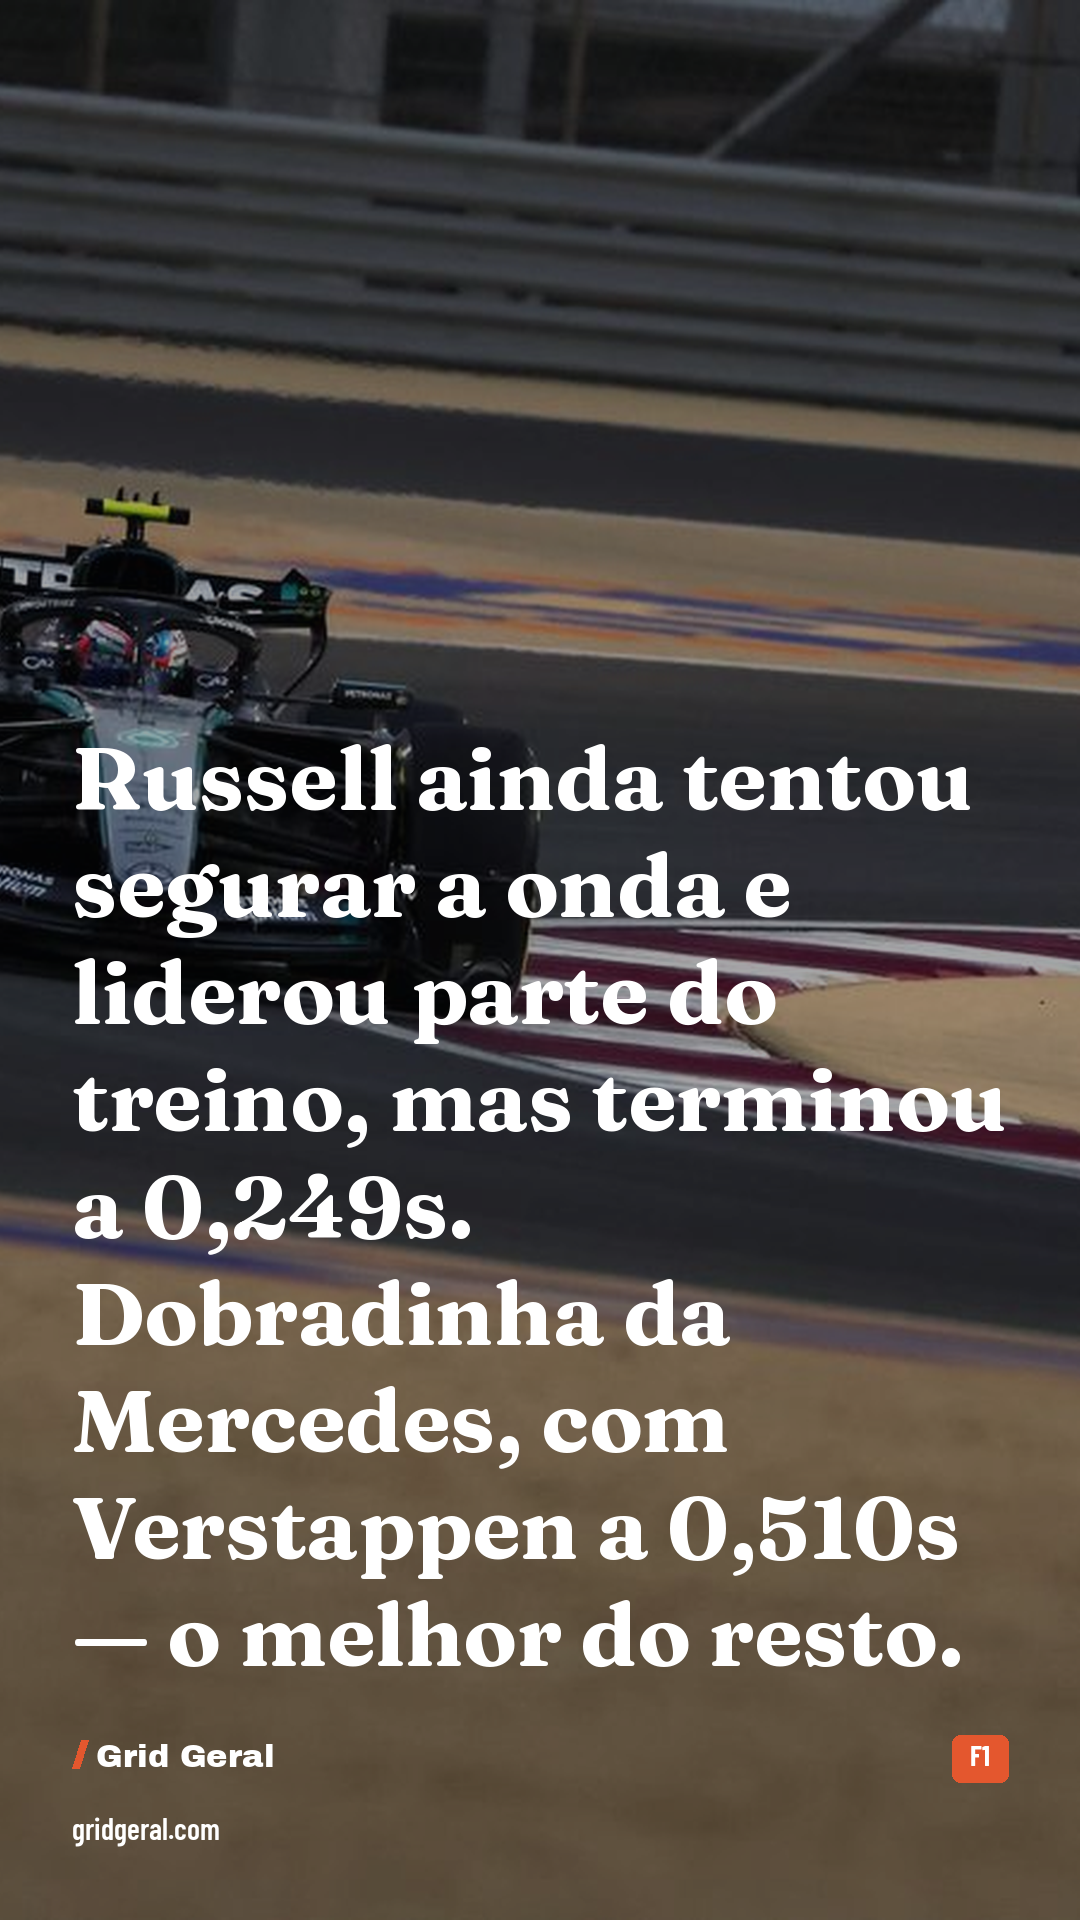 PETRONAS
Russell ainda tentou
segurar a onda e
liderou parte do
treino, mas terminou
a 0,249s.
Dobradinha da
Mercedes, com
Verstappen a 0,510s
— o melhor do resto.
/ Grid Geral
F1
gridgeral.com